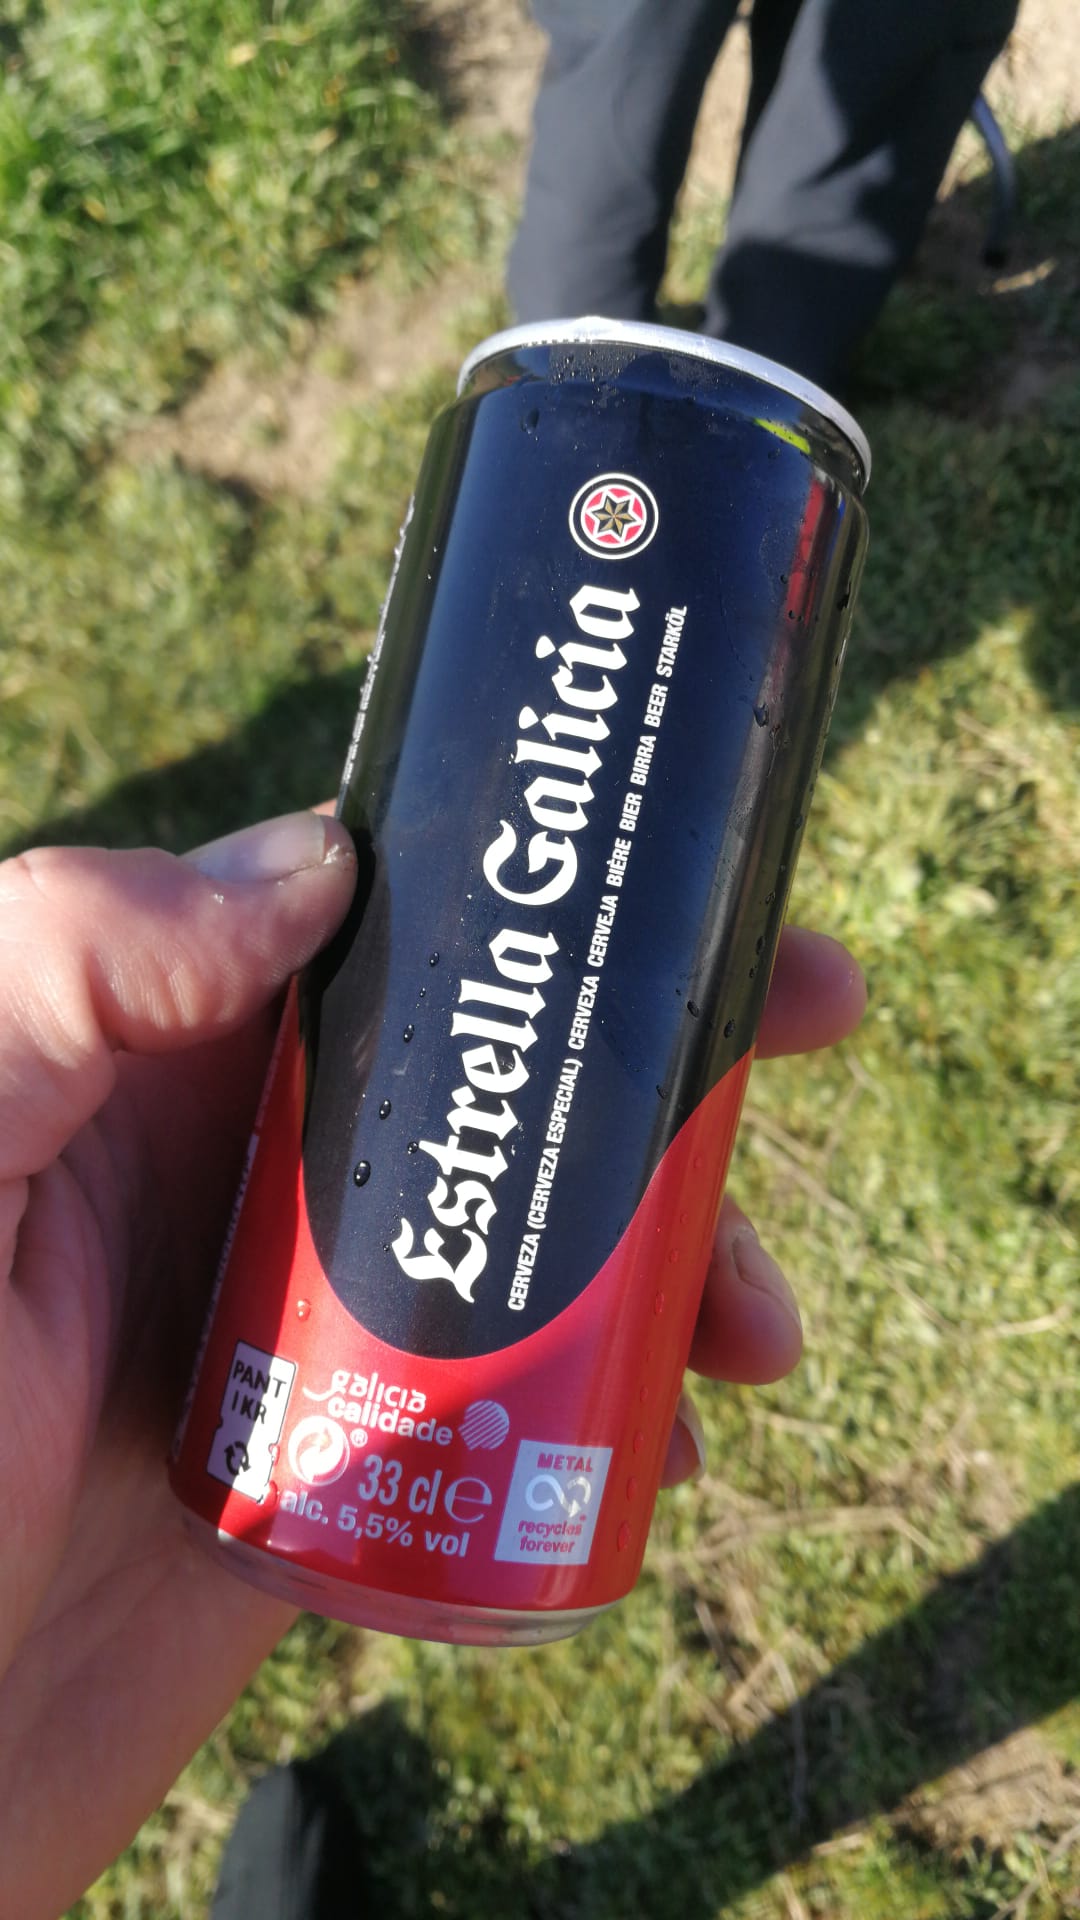 Estrella Galicia
CERVEZA (CERVEZA ESPECIAL) CERVEXA CERVEJA BIÈRE BIER BIRRA BEER STARKÖL
PANT
1 KR
galicia
calidade
®
33 cl e
alc. 5,5% vol
METAL
recycles
forever